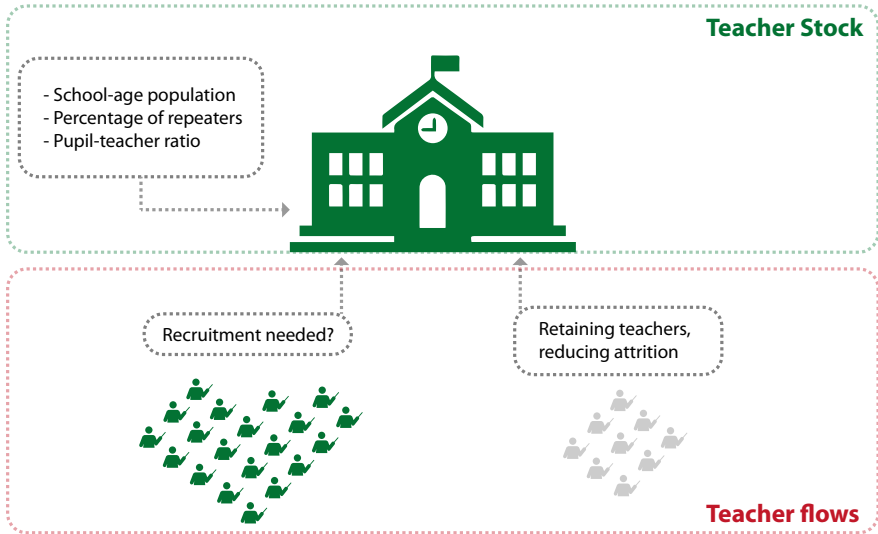 Teacher Stock
- School-age population
- Percentage of repeaters
- Pupil-teacher ratio
Recruitment needed?
Retaining teachers,
reducing attrition
Teacher flows